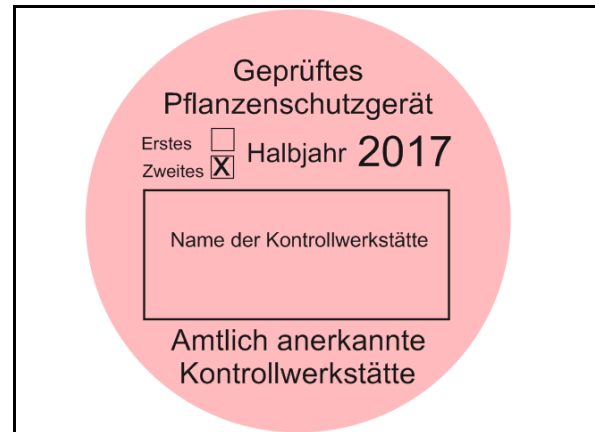 Geprüftes
Pflanzenschutzgerät
Erstes
Zweites X Halbjahr 2017
Name der Kontrollwerkstätte
Amtlich anerkannte
Kontrollwerkstätte